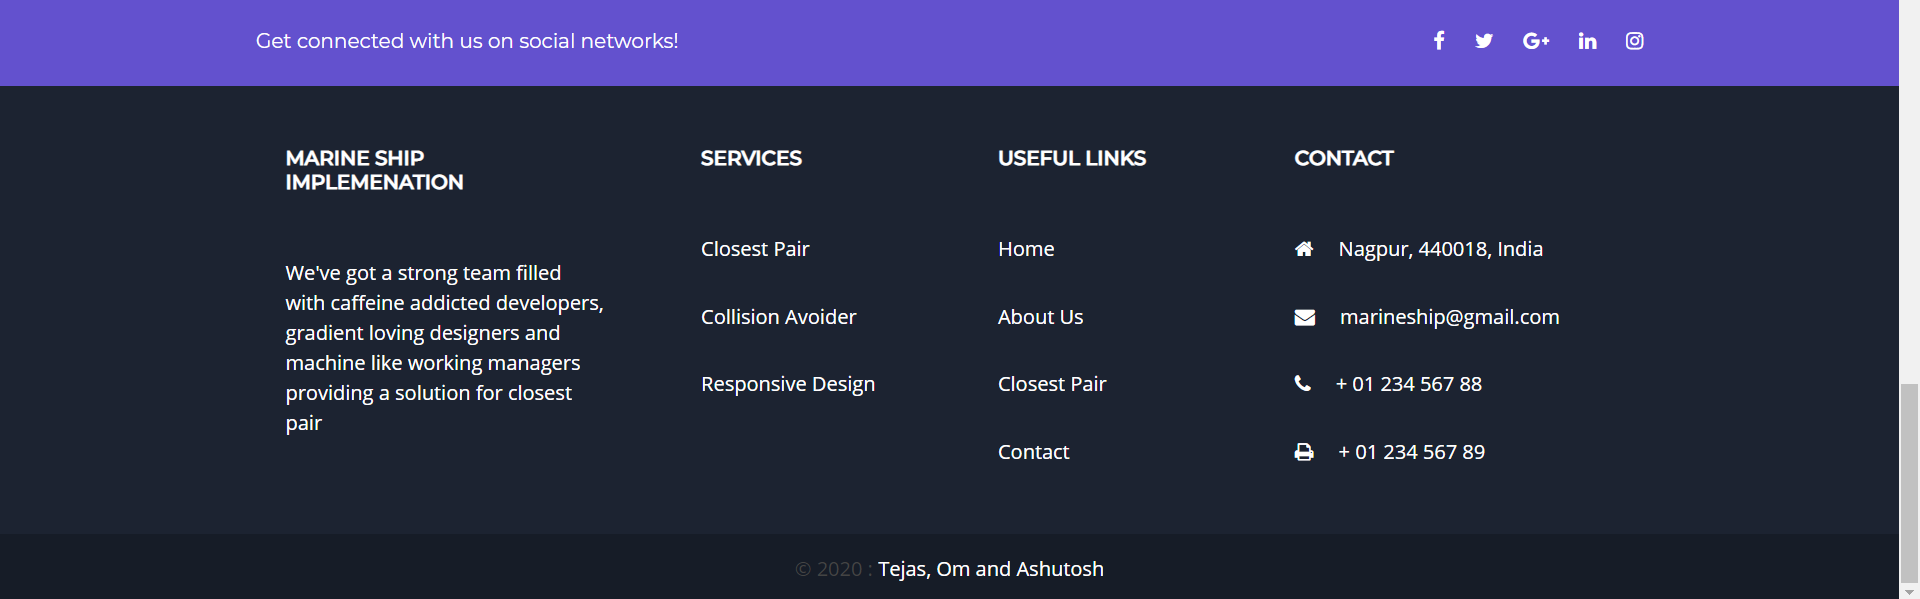 Get connected with us on social networks!
MARINE SHIP
IMPLEMENATION
We've got a strong team filled
with caffeine addicted developers,
gradient loving designers and
machine like working managers
providing a solution for closest
pair
SERVICES
Closest Pair
Collision Avoider
Responsive Design
USEFUL LINKS
Home
About Us
Closest Pair
Contact
CONTACT
Nagpur, 440018, India
marineship@gmail.com
+ 01 234 567 88
+ 01 234 567 89
© 2020 : Tejas, Om and Ashutosh